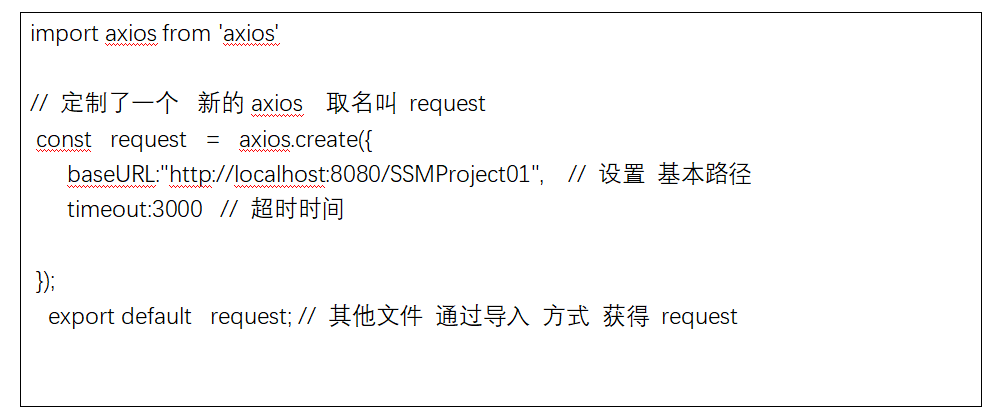 import axios from 'axios'
// 定制了一个 新的 axios 取名叫 request
const request = axios.create({
baseURL:"http://localhost:8080/SSMProject01", // 设置 基本路径
timeout:3000 // 超时时间
});
export default request; // 其他文件 通过导入 方式 获得 request